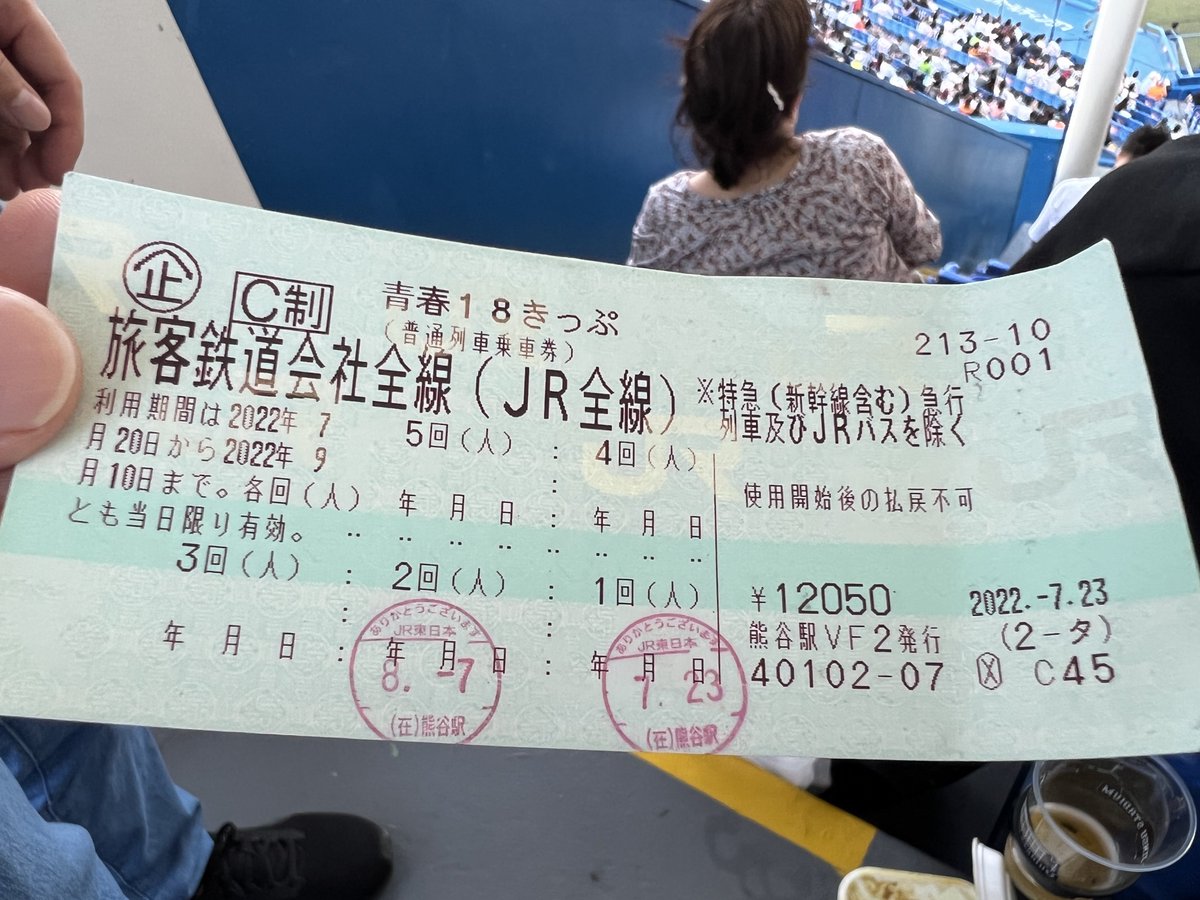 企
C制
青春18きっぷ
(普通列車乗車券)
213-10
R001
旅客鉄道会社全線(JR全線)
※特急(新幹線含む)急行
列車及びJRバスを除く
利用期間は2022年 7
月20日から2022年 9
月10日まで。各回(人)
とも当日限り有効。
5回(人) : 4回(人)
年 月 日 : 年 月 日
使用開始後の払戻不可
3回(人) : 2回(人) : 1回(人)
年 月 日 : 年 月 日 : 年 月 日
ありがとうございます
JR東日本
8.-7
(在)熊谷駅
ありがとうございます
JR東日本
7.23
(在)熊谷駅
¥12050
2022.-7.23
熊谷駅VF2発行
(2-タ)
40102-07
X C45